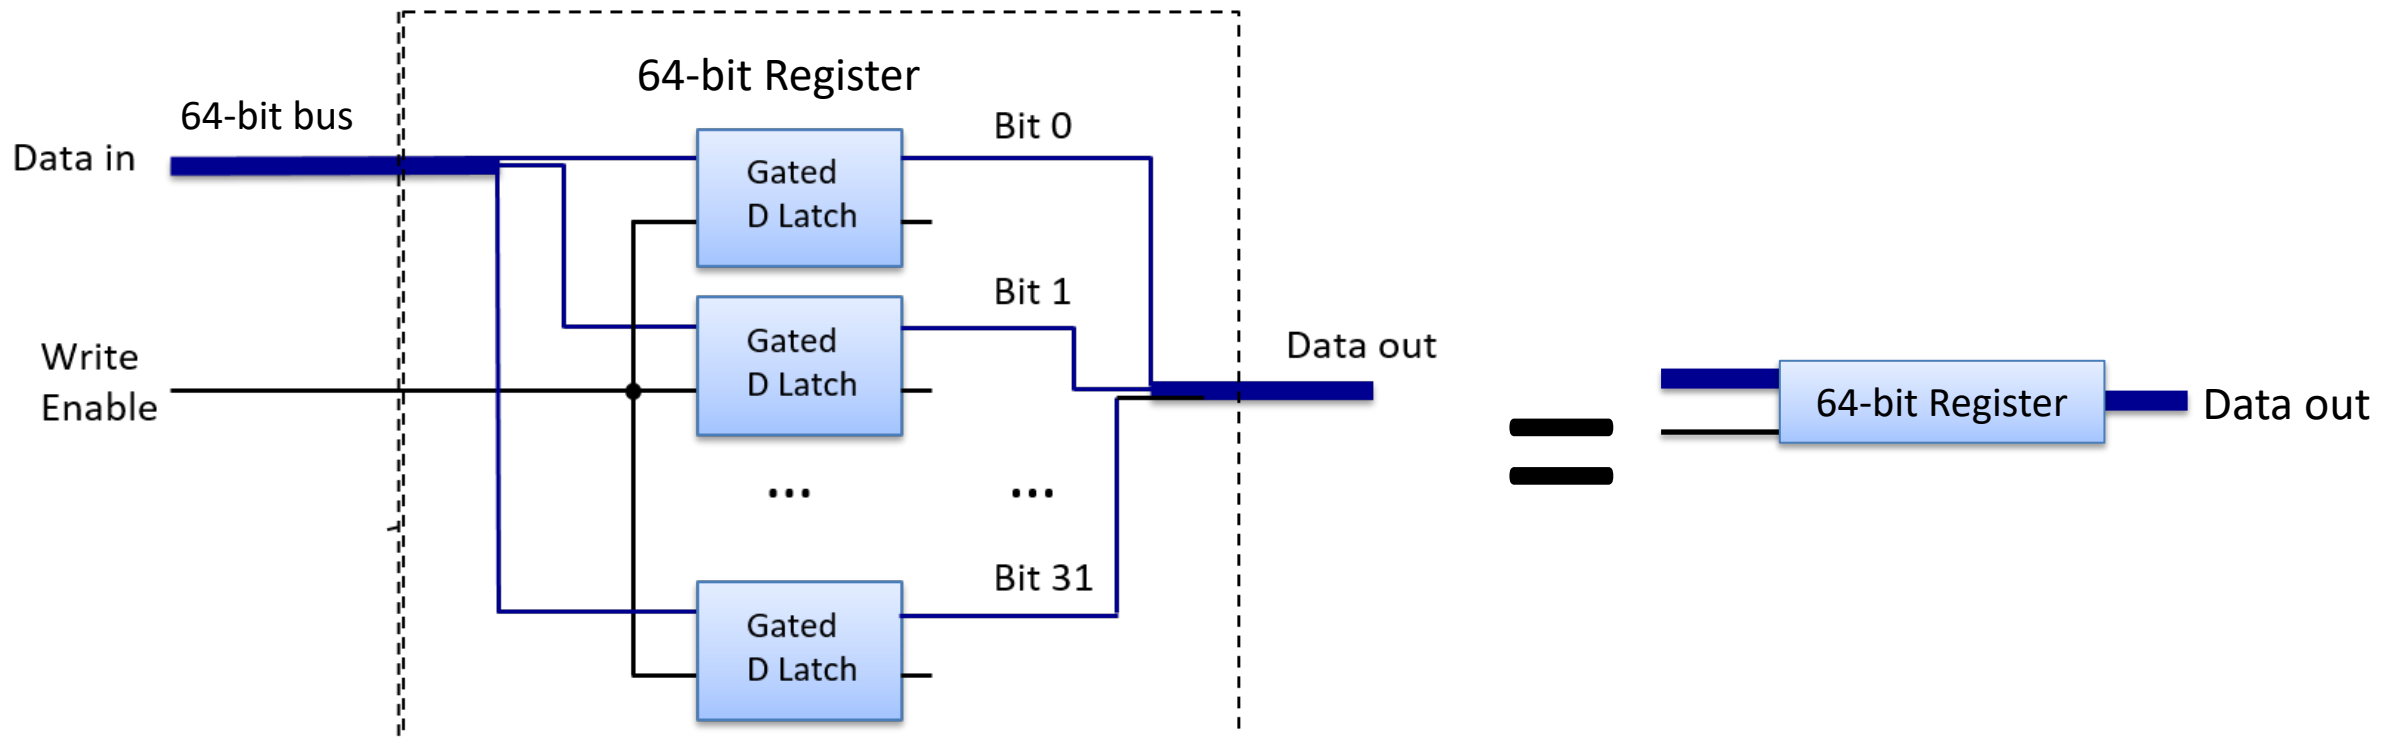 64-bit Register
64-bit bus
Data in
Bit 0
Gated
D Latch
Bit 1
Gated
D Latch
Write
Enable
Data out
64-bit Register
Data out
...
...
Bit 31
Gated
D Latch